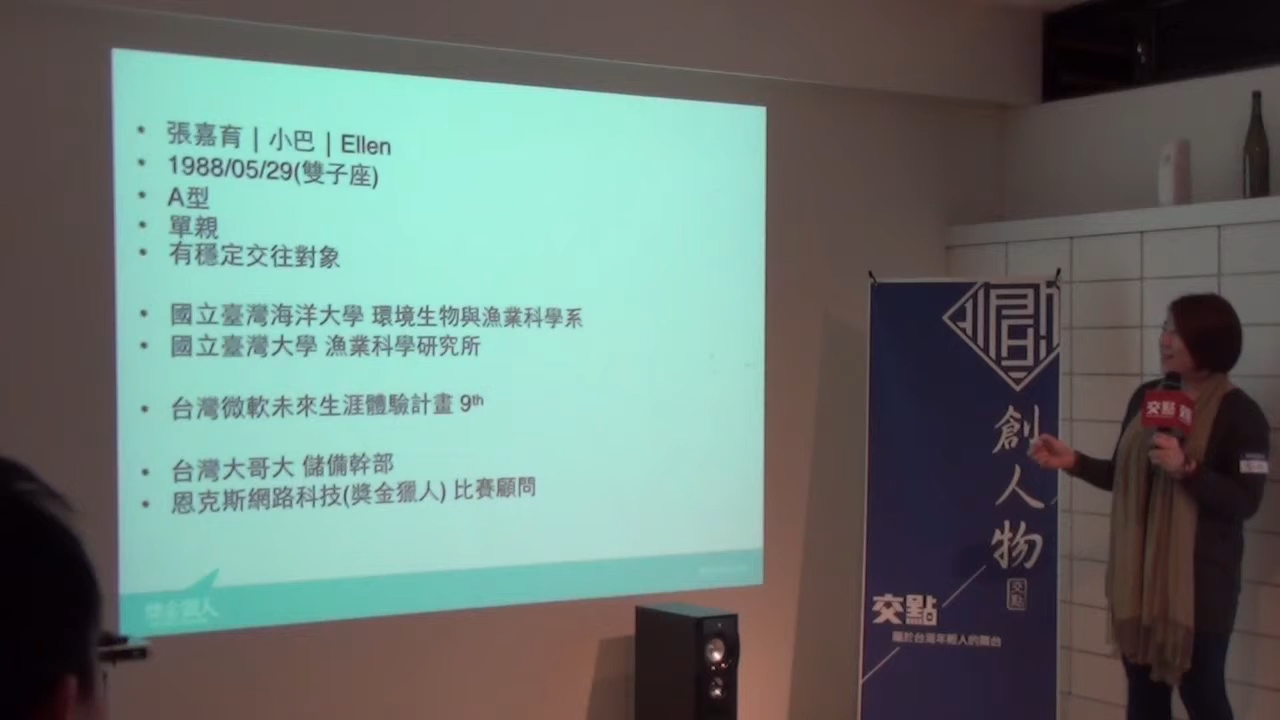 • 張嘉育 | 小巴 | Ellen
• 1988/05/29(雙子座)
• A型
• 單親
• 有穩定交往對象
• 國立臺灣海洋大學 環境生物與漁業科學系
• 國立臺灣大學 漁業科學研究所
• 台灣微軟未來生涯體驗計畫 9th
• 台灣大哥大 儲備幹部
• 恩克斯網路科技(獎金獵人) 比賽顧問
獎金獵人
創人物
交點
交點
屬於台灣年輕人的舞台
交點